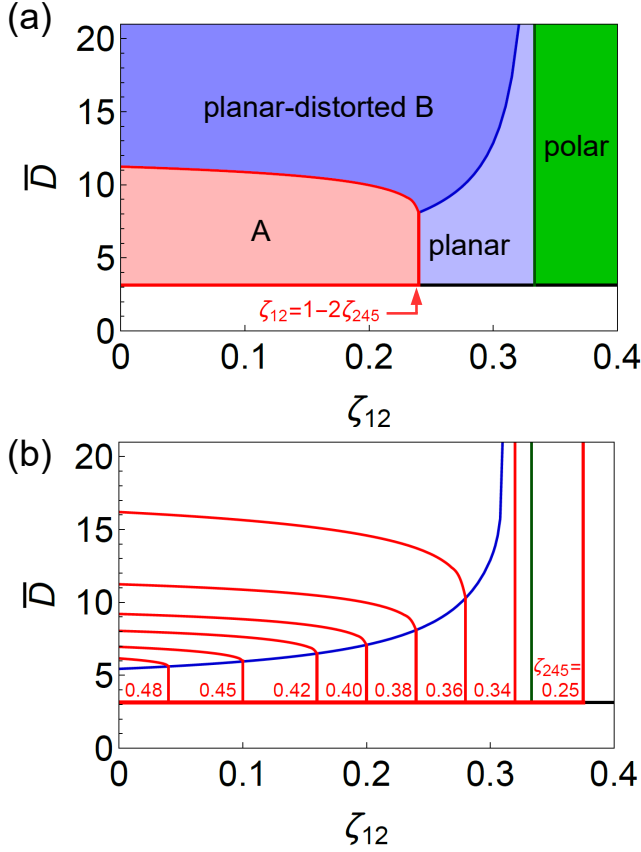 (a)
20
15
10
5
0
D̅
planar-distorted B
polar
A
planar
ζ₁₂=1−2ζ₂₄₅
0 0.1 0.2 0.3 0.4
ζ₁₂
(b)
20
15
10
5
0
D̅
ζ₂₄₅=
0.48 0.45 0.42 0.40 0.38 0.36 0.34 0.25
0 0.1 0.2 0.3 0.4
ζ₁₂